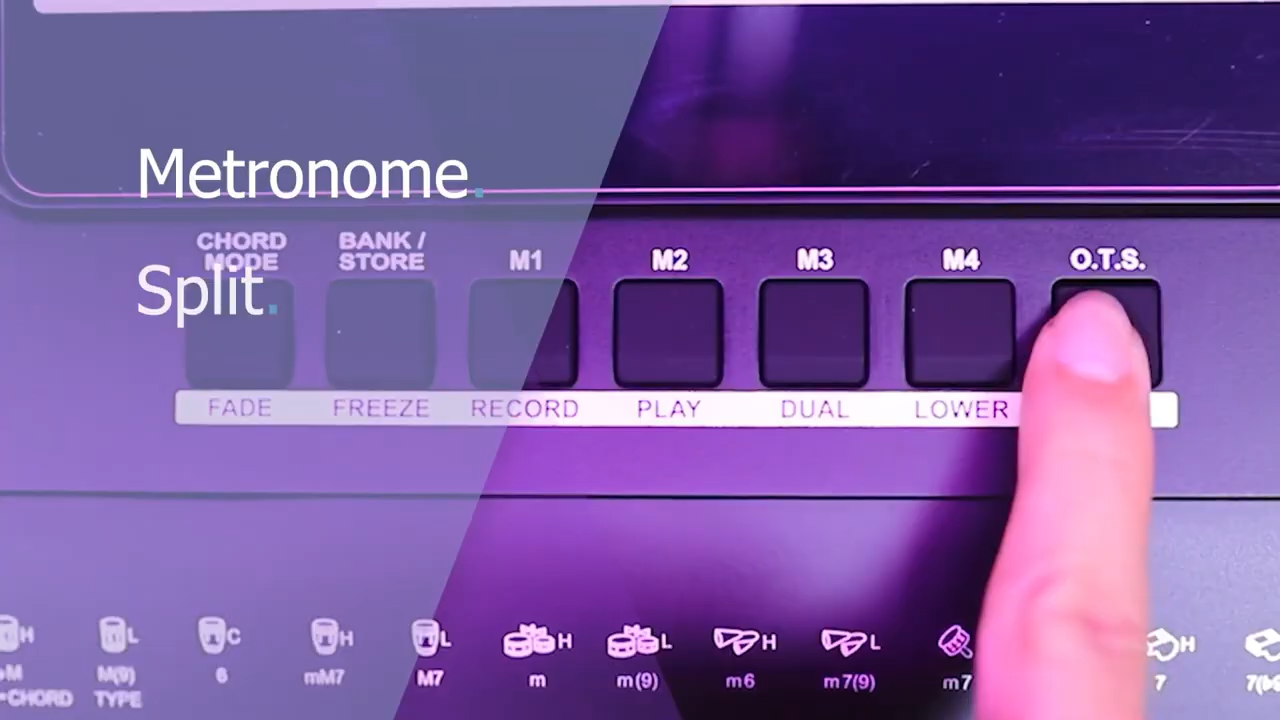 Metronome.
Split.
CHORD MODE
BANK / STORE
M1
M2
M3
M4
O.T.S.
FADE
FREEZE
RECORD
PLAY
DUAL
LOWER
H
L
C
H
L
H
L
H
L
H
M(9)
6
mM7
M7
m
m(9)
m6
m7(9)
m7
7
CHORD
TYPE